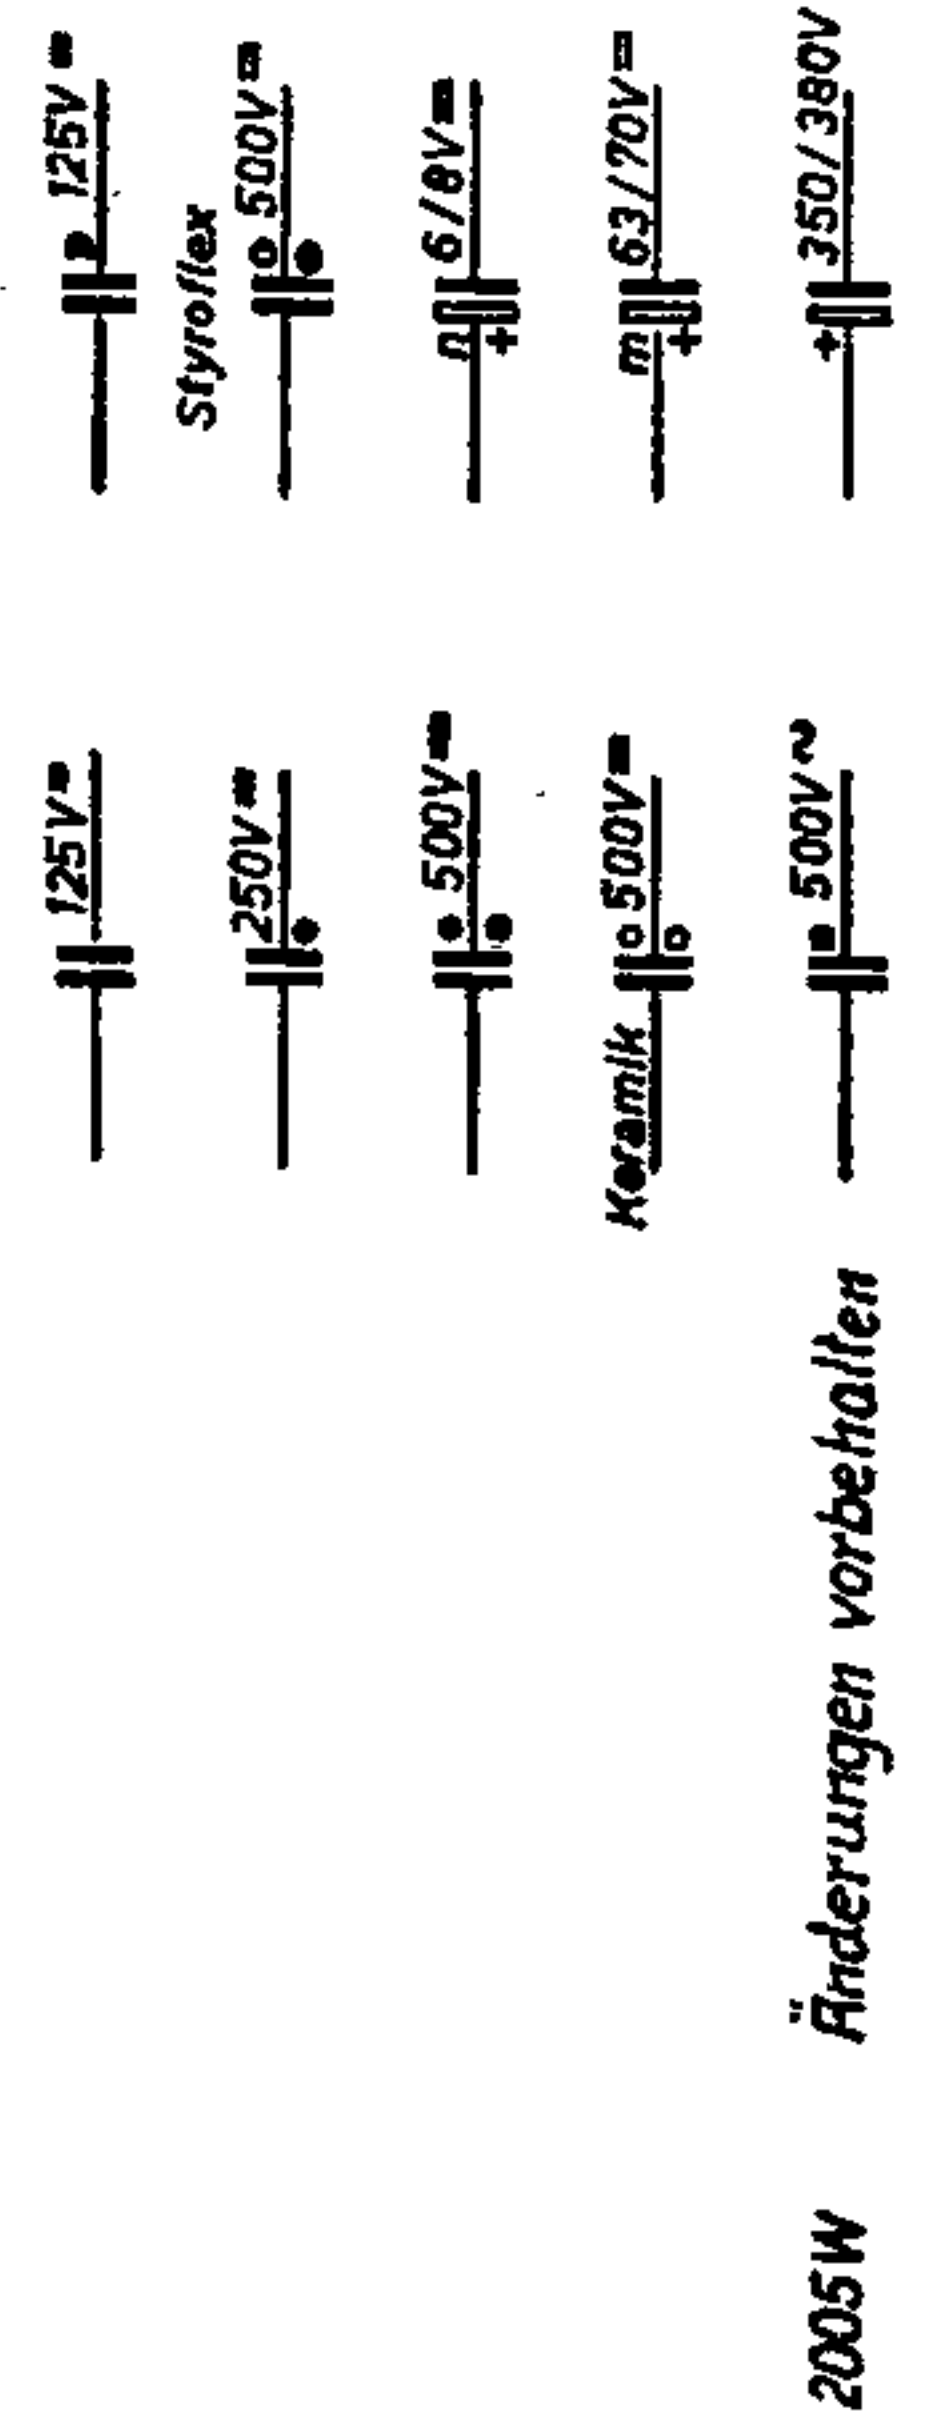 125V= 125V=
Styroflex
250V= 500V=
500V= n 6/8V=
+
Keramik 500V= m 63/70V=
+
500V~ + 350/380V
2005W Änderungen vorbehalten